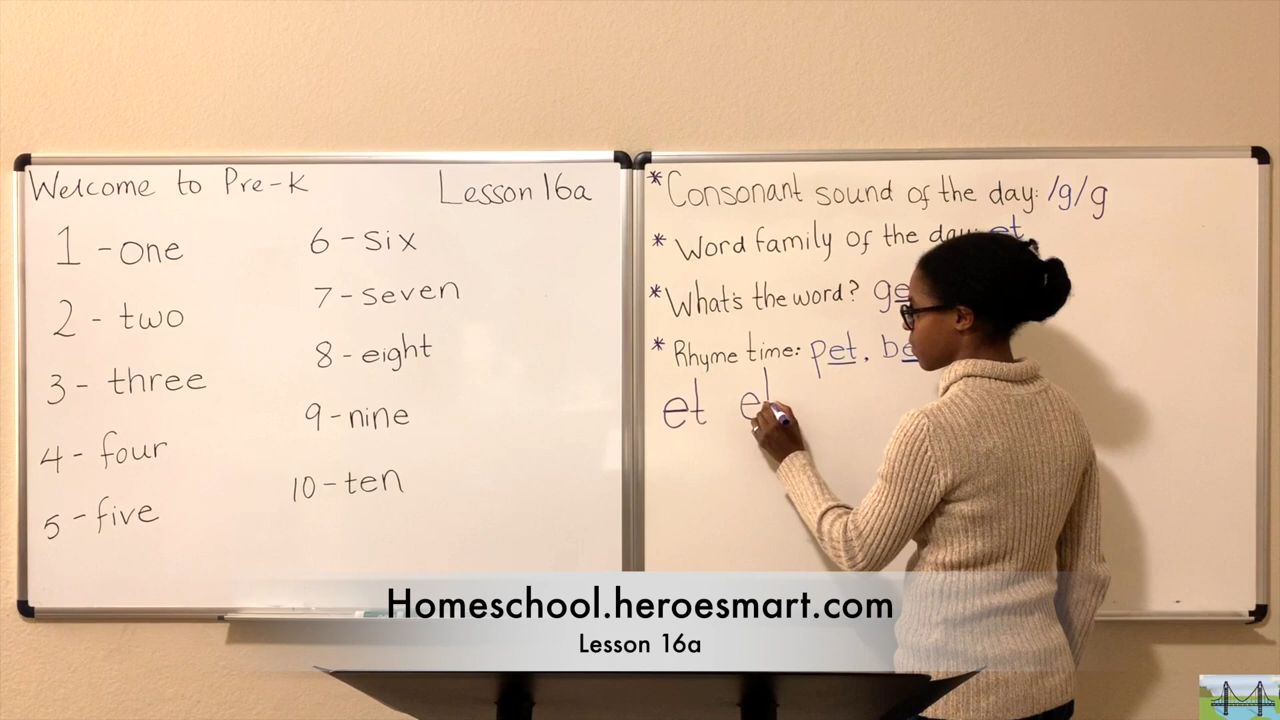 Welcome to Pre-K
Lesson 16a
1 - one
2 - two
3 - three
4 - four
5 - five
6 - six
7 - seven
8 - eight
9 - nine
10 - ten
* Consonant sound of the day: /g/g
* Word family of the day: et
* What's the word?
* Rhyme time: pet,
et et
Homeschool.heroesmart.com
Lesson 16a